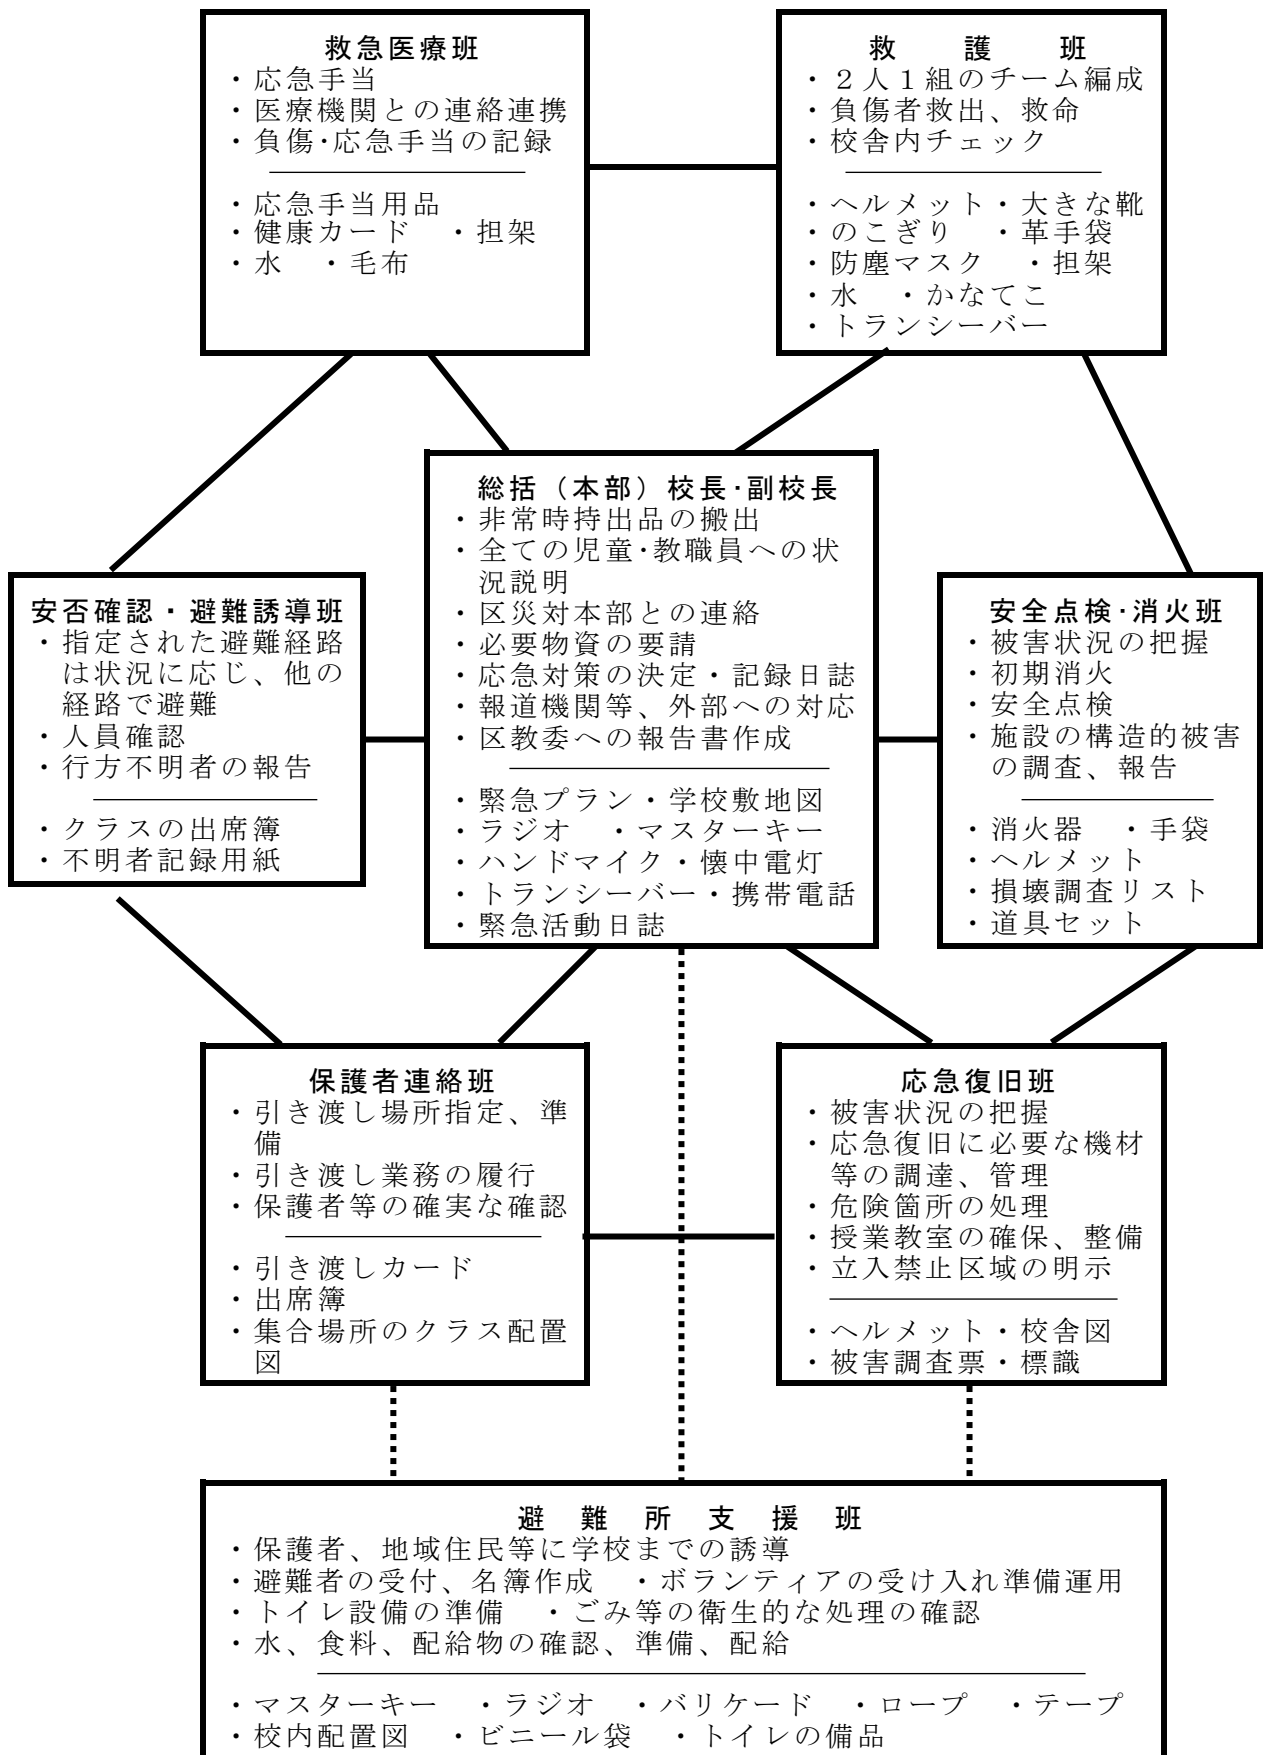 救急医療班
・応急手当
・医療機関との連絡連携
・負傷･応急手当の記録
・応急手当用品
・健康カード　・担架
・水　・毛布
救　護　班
・２人１組のチーム編成
・負傷者救出、救命
・校舎内チェック
・ヘルメット・大きな靴
・のこぎり　・革手袋
・防塵マスク　・担架
・水　・かなてこ
・トランシーバー
総括（本部）校長･副校長
・非常時持出品の搬出
・全ての児童･教職員への状
況説明
・区災対本部との連絡
・必要物資の要請
・応急対策の決定・記録日誌
・報道機関等、外部への対応
・区教委への報告書作成
・緊急プラン・学校敷地図
・ラジオ　・マスターキー
・ハンドマイク・懐中電灯
・トランシーバー・携帯電話
・緊急活動日誌
安否確認・避難誘導班
・指定された避難経路
は状況に応じ、他の
経路で避難
・人員確認
・行方不明者の報告
・クラスの出席簿
・不明者記録用紙
安全点検･消火班
・被害状況の把握
・初期消火
・安全点検
・施設の構造的被害
の調査、報告
・消火器　・手袋
・ヘルメット
・損壊調査リスト
・道具セット
保護者連絡班
・引き渡し場所指定、準
備
・引き渡し業務の履行
・保護者等の確実な確認
・引き渡しカード
・出席簿
・集合場所のクラス配置
図
応急復旧班
・被害状況の把握
・応急復旧に必要な機材
等の調達、管理
・危険箇所の処理
・授業教室の確保、整備
・立入禁止区域の明示
・ヘルメット・校舎図
・被害調査票・標識
避　難　所　支　援　班
・保護者、地域住民等に学校までの誘導
・避難者の受付、名簿作成　・ボランティアの受け入れ準備運用
・トイレ設備の準備　・ごみ等の衛生的な処理の確認
・水、食料、配給物の確認、準備、配給
・マスターキー　・ラジオ　・バリケード　・ロープ　・テープ
・校内配置図　・ビニール袋　・トイレの備品